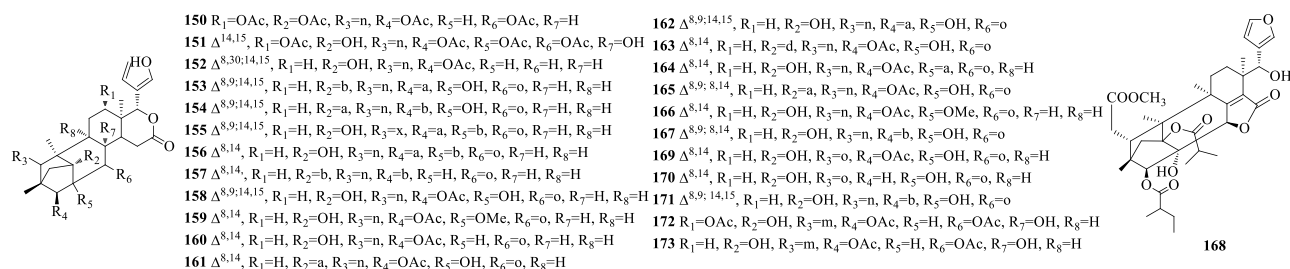 150 R₁=OAc, R₂=OAc, R₃=n, R₄=OAc, R₅=H, R₆=OAc, R₇=H
151 Δ¹⁴,¹⁵, R₁=OAc, R₂=OH, R₃=n, R₄=OAc, R₅=OAc, R₆=OAc, R₇=OH
152 Δ⁸,³⁰;¹⁴,¹⁵, R₁=H, R₂=OH, R₃=n, R₄=OAc, R₅=H, R₆=H, R₇=H
153 Δ⁸,⁹;¹⁴,¹⁵, R₁=H, R₂=b, R₃=n, R₄=a, R₅=OH, R₆=o, R₇=H, R₈=H
154 Δ⁸,⁹;¹⁴,¹⁵, R₁=H, R₂=a, R₃=n, R₄=b, R₅=OH, R₆=o, R₇=H, R₈=H
155 Δ⁸,⁹;¹⁴,¹⁵, R₁=H, R₂=OH, R₃=x, R₄=a, R₅=b, R₆=o, R₇=H, R₈=H
156 Δ⁸,¹⁴, R₁=H, R₂=OH, R₃=n, R₄=a, R₅=b, R₆=o, R₇=H, R₈=H
157 Δ⁸,¹⁴, R₁=H, R₂=b, R₃=n, R₄=b, R₅=H, R₆=o, R₇=H, R₈=H
158 Δ⁸,⁹;¹⁴,¹⁵, R₁=H, R₂=OH, R₃=n, R₄=OAc, R₅=OH, R₆=o, R₇=H, R₈=H
159 Δ⁸,¹⁴, R₁=H, R₂=OH, R₃=n, R₄=OAc, R₅=OMe, R₆=o, R₇=H, R₈=H
160 Δ⁸,¹⁴, R₁=H, R₂=OH, R₃=n, R₄=OAc, R₅=H, R₆=o, R₇=H, R₈=H
161 Δ⁸,¹⁴, R₁=H, R₂=a, R₃=n, R₄=OAc, R₅=OH, R₆=o, R₈=H
162 Δ⁸,⁹;¹⁴,¹⁵, R₁=H, R₂=OH, R₃=n, R₄=a, R₅=OH, R₆=o
163 Δ⁸,¹⁴, R₁=H, R₂=d, R₃=n, R₄=OAc, R₅=OH, R₆=o
164 Δ⁸,¹⁴, R₁=H, R₂=OH, R₃=n, R₄=OAc, R₅=a, R₆=o, R₈=H
165 Δ⁸,⁹; ⁸,¹⁴, R₁=H, R₂=a, R₃=n, R₄=OAc, R₅=OH, R₆=o
166 Δ⁸,¹⁴, R₁=H, R₂=OH, R₃=n, R₄=OAc, R₅=OMe, R₆=o, R₇=H, R₈=H
167 Δ⁸,⁹; ⁸,¹⁴, R₁=H, R₂=OH, R₃=n, R₄=b, R₅=OH, R₆=o
169 Δ⁸,¹⁴, R₁=H, R₂=OH, R₃=o, R₄=OAc, R₅=OH, R₆=o, R₈=H
170 Δ⁸,¹⁴, R₁=H, R₂=OH, R₃=o, R₄=H, R₅=OH, R₆=o, R₈=H
171 Δ⁸,⁹; ¹⁴,¹⁵, R₁=H, R₂=OH, R₃=n, R₄=b, R₅=OH, R₆=o
172 R₁=OAc, R₂=OH, R₃=m, R₄=OAc, R₅=H, R₆=OAc, R₇=OH, R₈=H
173 R₁=H, R₂=OH, R₃=m, R₄=OAc, R₅=H, R₆=OAc, R₇=OH, R₈=H
HO
R₁
O
O
R₈
R₇
R₃
R₂
R₆
R₅
R₄
O
OH
COOCH₃
O
O
O
O
HO
O
O
168